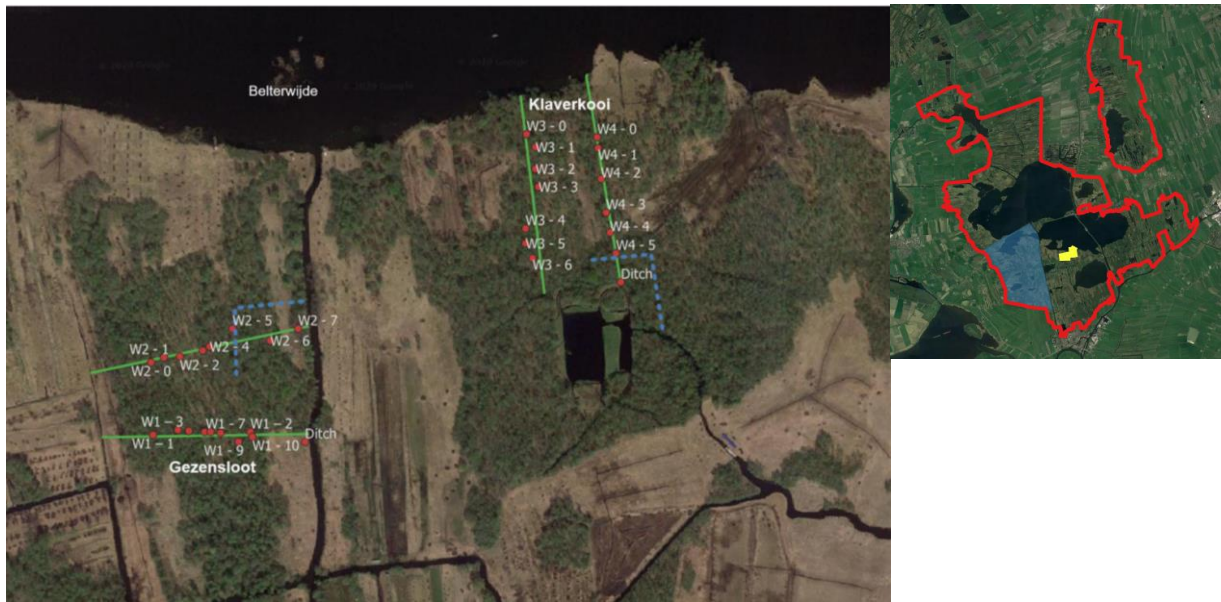 Belterwijde
Klaverkooi
W3 - 0
W3 - 1
W3 - 2
W3 - 3
W3 - 4
W3 - 5
W3 - 6
W4 - 0
W4 - 1
W4 - 2
W4 - 3
W4 - 4
W4 - 5
Ditch
W2 - 5
W2 - 7
W2 - 1
W2 - 4
W2 - 6
W2 - 0
W2 - 2
W1 - 3
W1 - 7
W1 - 2
Ditch
W1 - 1
W1 - 9
W1 - 10
Gezensloot